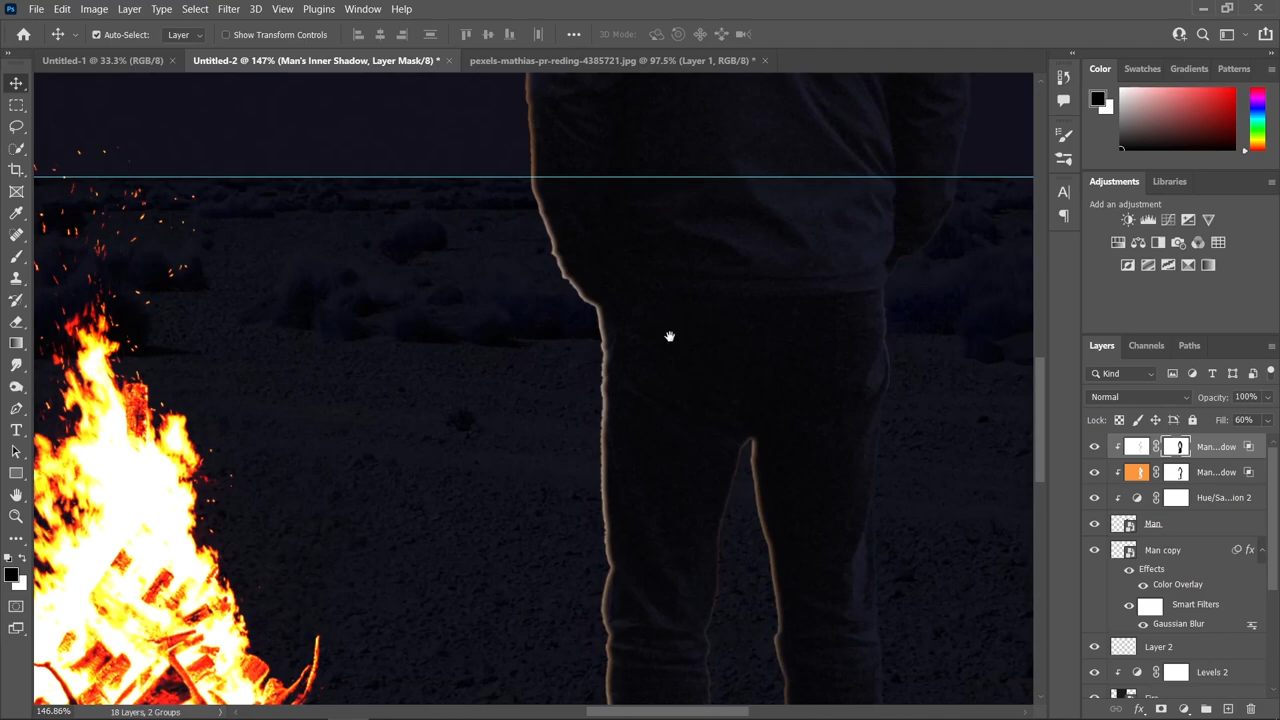 Ps File Edit Image Layer Type Select Filter 3D View Plugins Window Help
Auto-Select: Layer Show Transform Controls 3D Mode:
Untitled-1 @ 33.3% (RGB/8) Untitled-2 @ 147% (Man's Inner Shadow, Layer Mask/8) * pexels-mathias-pr-reding-4385721.jpg @ 97.5% (Layer 1, RGB/8) *
Color Swatches Gradients Patterns
Adjustments Libraries
Add an adjustment
Layers Channels Paths
Kind
Normal Opacity: 100%
Lock: Fill: 60%
Man...dow
Man...dow
Hue/Sa...ion 2
Man
Man copy fx
Effects
Color Overlay
Smart Filters
Gaussian Blur
Layer 2
Levels 2
146.86% 18 Layers, 2 Groups fx